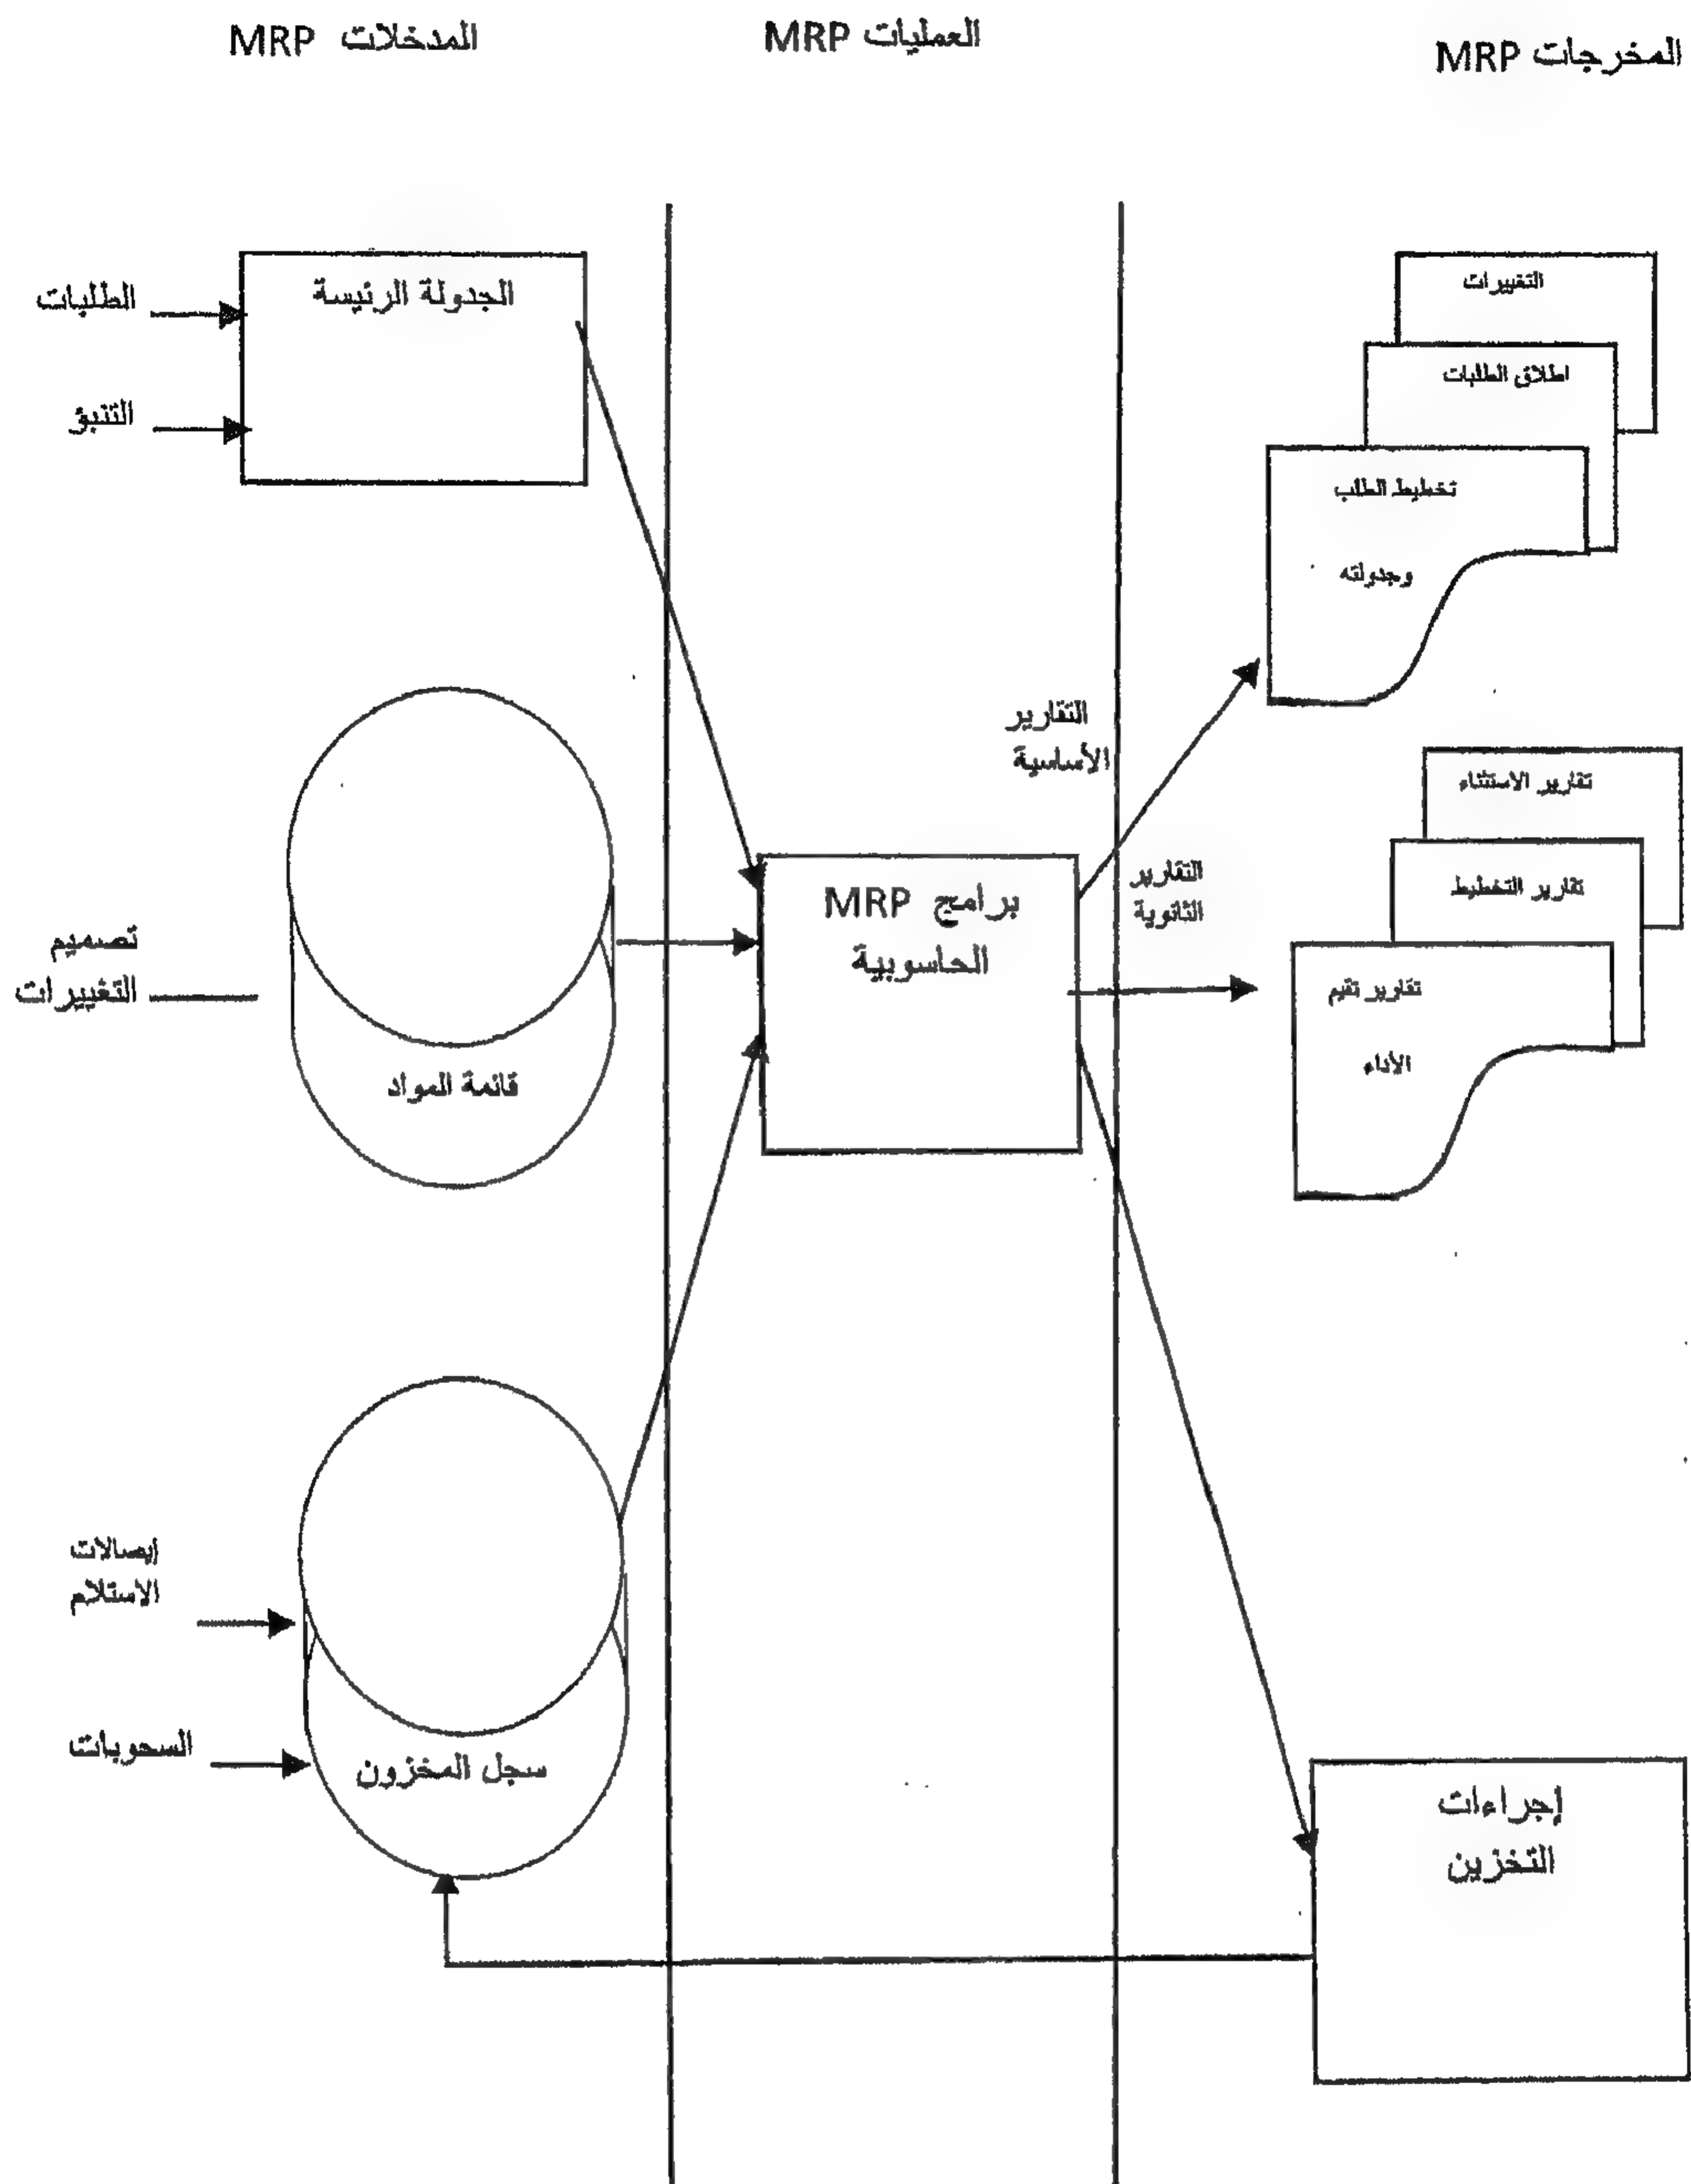 المدخلات MRP
العمليات MRP
المخرجات MRP
الطلبات
التنبؤ
الجدولة الرئيسة
تصميم
التغييرات
قائمة المواد
إيصالات
الاستلام
السحوبات
سجل المخزون
برامج MRP
الحاسوبية
التقارير
الأساسية
التقارير
الثانوية
التغييرات
اطلاق الطلبات
تخطيط الطلب
وجدولته
تقارير الاستثناء
تقارير التخطيط
تقارير تقيم
الأداء
إجراءات
التخزين